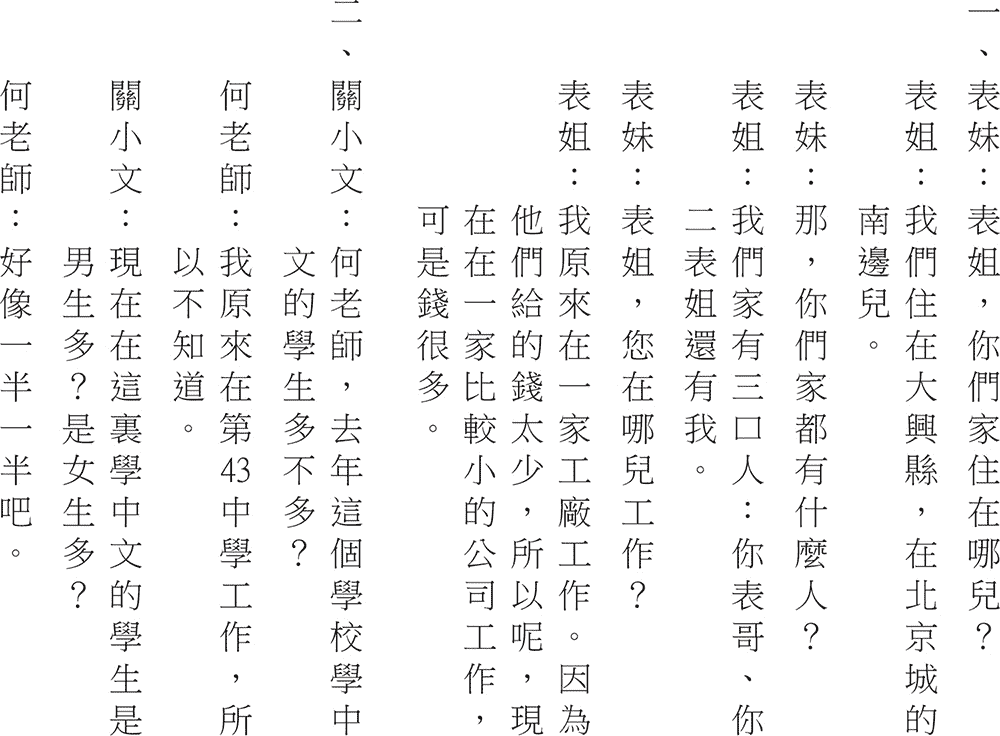 一、表妹：表姐，你們家住在哪兒？
表姐：我們住在大興縣，在北京城的
南邊兒。
表妹：那，你們家都有什麼人？
表姐：我們家有三口人：你表哥、你
二表姐還有我。
表妹：表姐，您在哪兒工作？
表姐：我原來在一家工廠工作。因為
他們給的錢太少，所以呢，現
在在一家比較小的公司工作，
可是錢很多。
二、關小文：何老師，去年這個學校學中
文的學生多不多？
何老師：我原來在第43中學工作，所
以不知道。
關小文：現在在這裏學中文的學生是
男生多？是女生多？
何老師：好像一半一半吧。